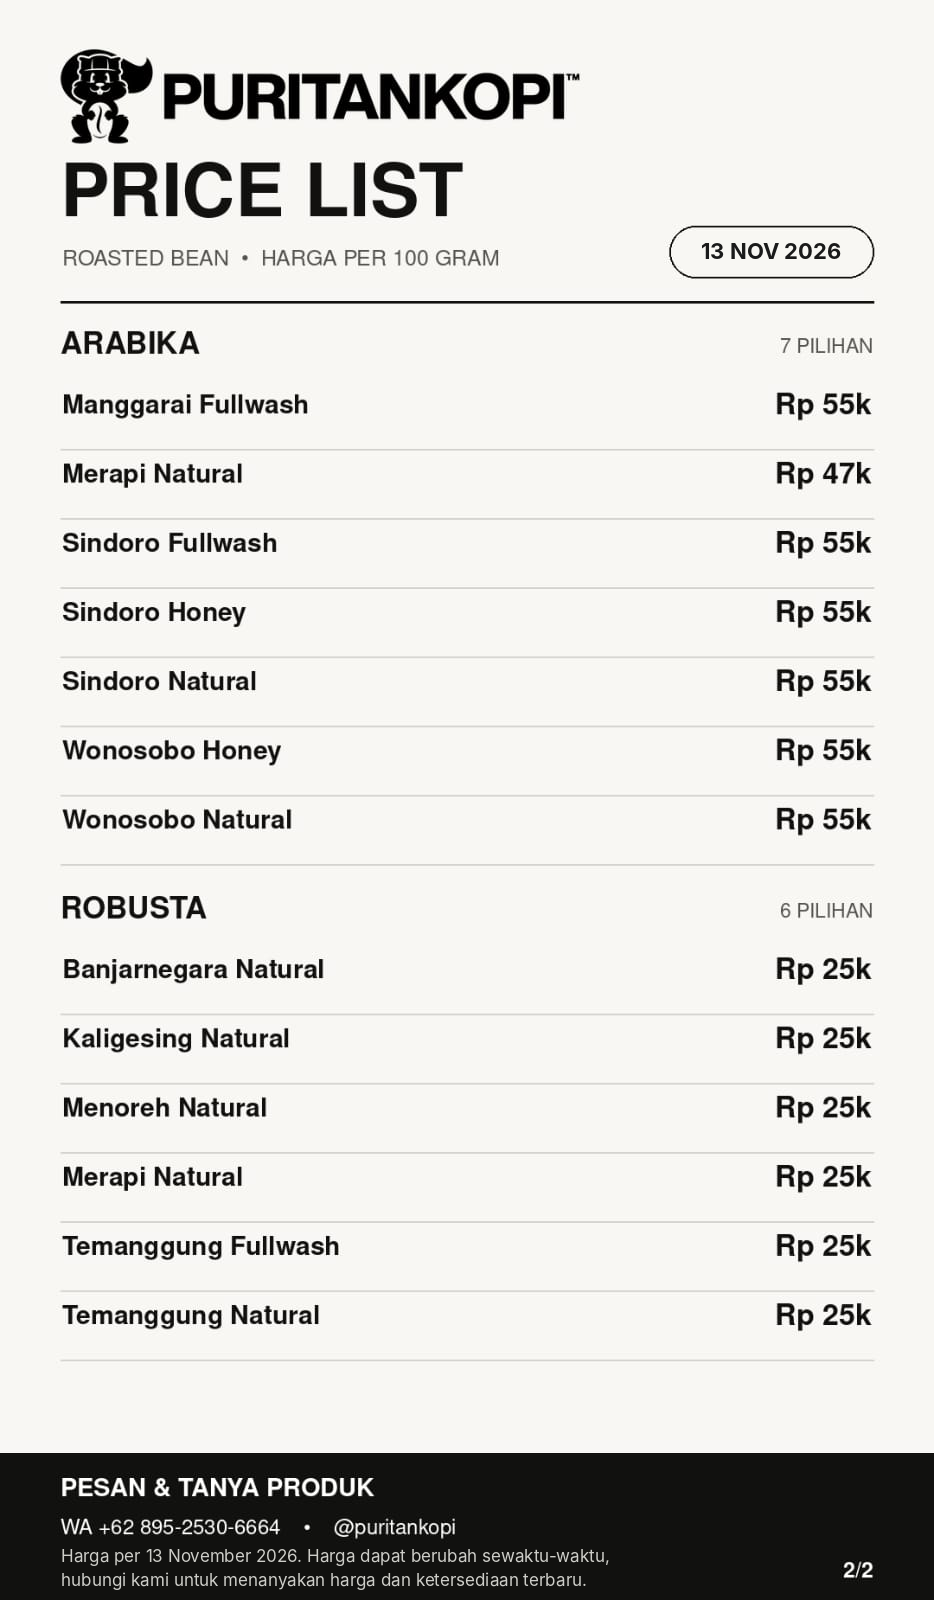 PURITANKOPI™
PRICE LIST
ROASTED BEAN • HARGA PER 100 GRAM
13 NOV 2026
ARABIKA 7 PILIHAN
Manggarai Fullwash Rp 55k
Merapi Natural Rp 47k
Sindoro Fullwash Rp 55k
Sindoro Honey Rp 55k
Sindoro Natural Rp 55k
Wonosobo Honey Rp 55k
Wonosobo Natural Rp 55k
ROBUSTA 6 PILIHAN
Banjarnegara Natural Rp 25k
Kaligesing Natural Rp 25k
Menoreh Natural Rp 25k
Merapi Natural Rp 25k
Temanggung Fullwash Rp 25k
Temanggung Natural Rp 25k
PESAN & TANYA PRODUK
WA +62 895-2530-6664 • @puritankopi
Harga per 13 November 2026. Harga dapat berubah sewaktu-waktu,
hubungi kami untuk menanyakan harga dan ketersediaan terbaru.
2/2